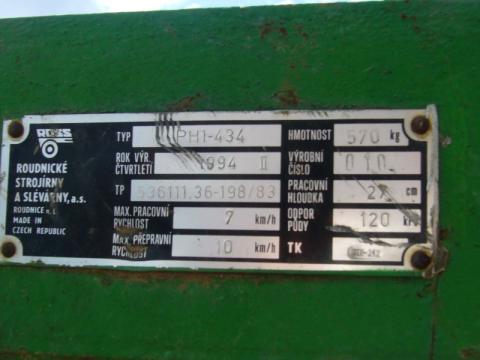 ROSS
ROUDNICKÉ
STROJÍRNY
A SLÉVÁRNY, a.s.
ROUDNICE n. L.
MADE IN
CZECH REPUBLIC
TYP PH1-434
ROK VÝR. ČTVRTLETÍ 1994 II
TP 536111.36-198/83
MAX. PRACOVNÍ RYCHLOST 7 km/h
MAX. PŘEPRAVNÍ RYCHLOST 10 km/h
HMOTNOST 570 kg
VÝROBNÍ ČÍSLO 010
PRACOVNÍ HLOUBKA 27 cm
ODPOR PŮDY 120
TK